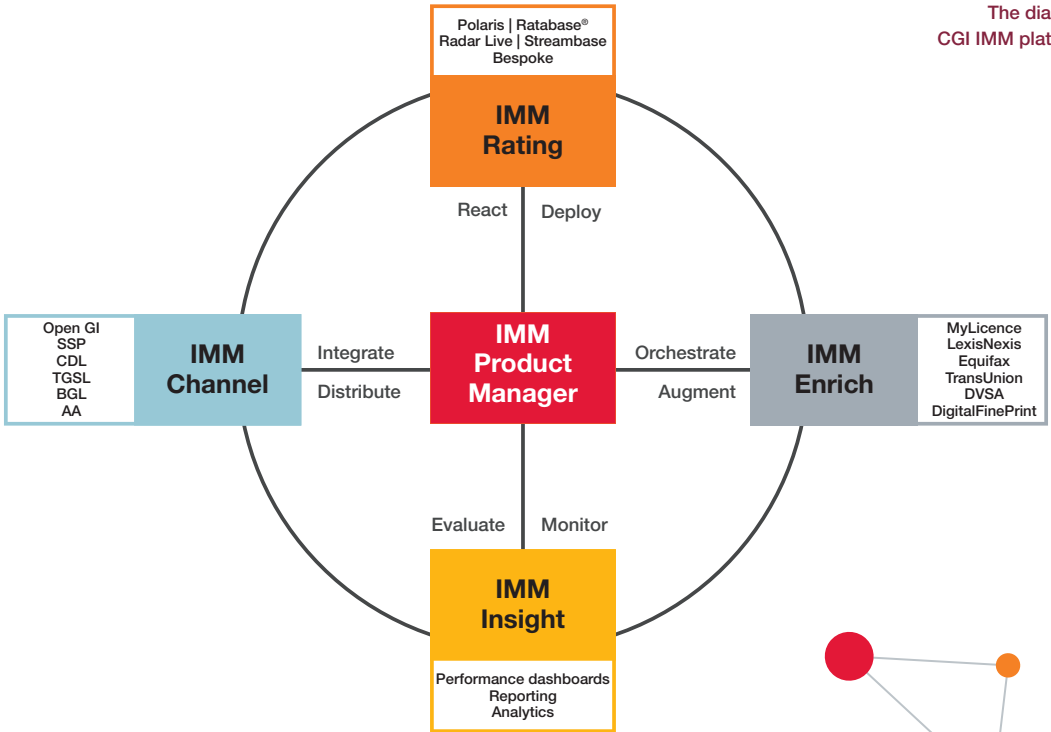 The dia
CGI IMM plat
Polaris | Ratabase®
Radar Live | Streambase
Bespoke
IMM
Rating
React
Deploy
Open GI
SSP
CDL
TGSL
BGL
AA
IMM
Channel
Integrate
Distribute
IMM
Product
Manager
Orchestrate
Augment
IMM
Enrich
MyLicence
LexisNexis
Equifax
TransUnion
DVSA
DigitalFinePrint
Evaluate
Monitor
IMM
Insight
Performance dashboards
Reporting
Analytics